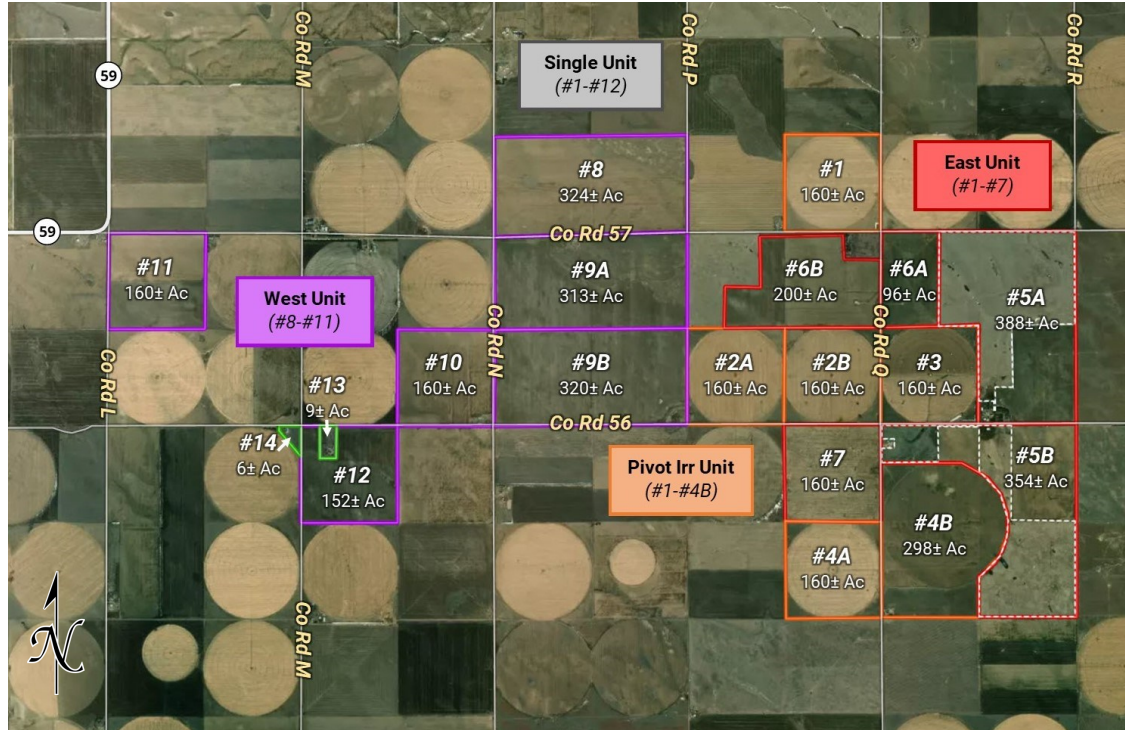 Co Rd M
Co Rd P
Co Rd R
59
Single Unit
(#1-#12)
#8
324± Ac
#1
160± Ac
East Unit
(#1-#7)
59
Co Rd 57
#11
160± Ac
#9A
313± Ac
#6B
200± Ac
#6A
96± Ac
#5A
388± Ac
West Unit
(#8-#11)
Co Rd L
Co Rd N
Co Rd Q
#10
160± Ac
#9B
320± Ac
#2A
160± Ac
#2B
160± Ac
#3
160± Ac
#13
9± Ac
Co Rd 56
#14
6± Ac
#12
152± Ac
Pivot Irr Unit
(#1-#4B)
#7
160± Ac
#5B
354± Ac
#4B
298± Ac
#4A
160± Ac
Co Rd M
N